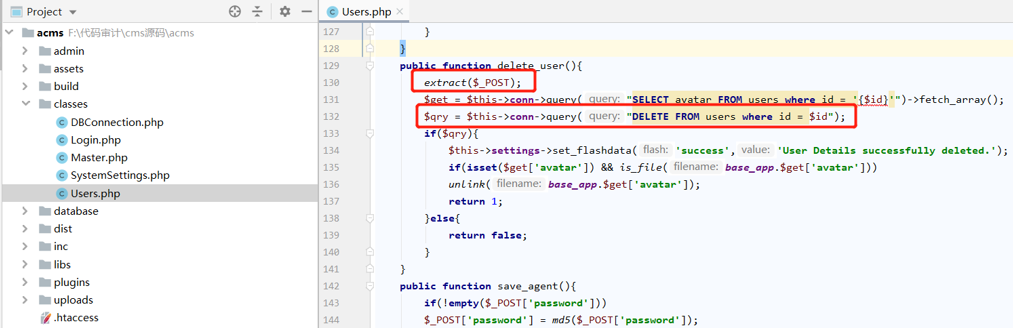 Project
acms F:\代码审计\cms源码\acms
admin
assets
build
classes
DBConnection.php
Login.php
Master.php
SystemSettings.php
Users.php
database
dist
inc
libs
plugins
uploads
.htaccess
Users.php
127 }
128 }
129 public function delete_user(){
130 extract($_POST);
131 $get = $this->conn->query( query: "SELECT avatar FROM users where id = '{$id}'")->fetch_array();
132 $qry = $this->conn->query( query: "DELETE FROM users where id = $id");
133 if($qry){
134 $this->settings->set_flashdata( flash: 'success', value: 'User Details successfully deleted.');
135 if(isset($get['avatar']) && is_file( filename: base_app.$get['avatar']))
136 unlink( filename: base_app.$get['avatar']);
137 return 1;
138 }else{
139 return false;
140 }
141 }
142 public function save_agent(){
143 if(!empty($_POST['password']))
144 $_POST['password'] = md5($_POST['password']);